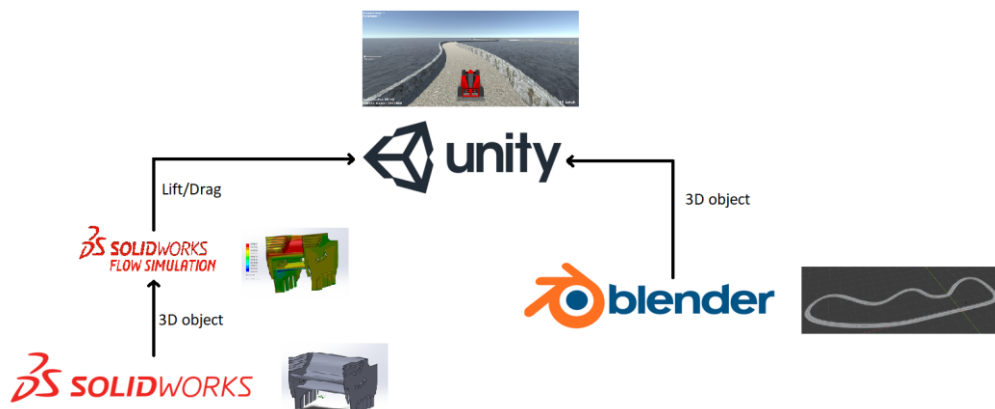 unity
Lift/Drag
3D object
SOLIDWORKS
FLOW SIMULATION
blender
3D object
SOLIDWORKS